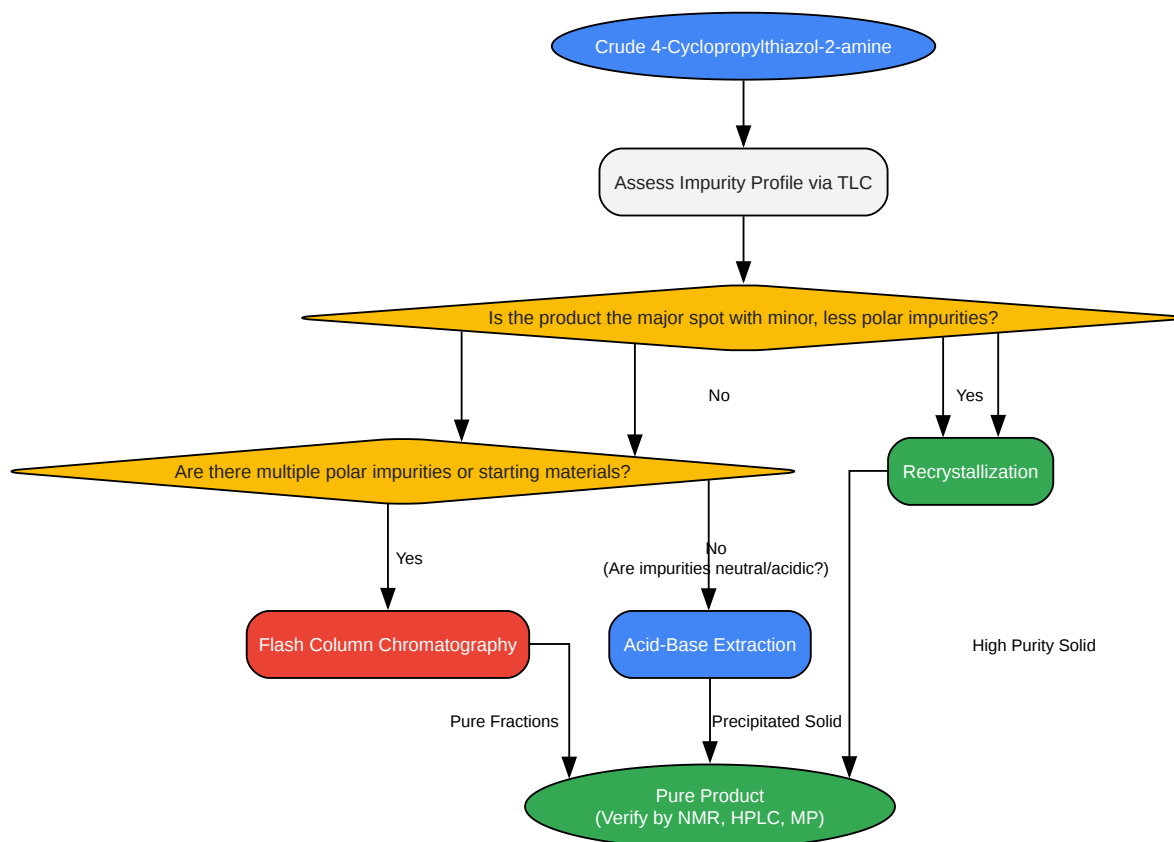 Crude 4-Cyclopropylthiazol-2-amine
Assess Impurity Profile via TLC
Is the product the major spot with minor, less polar impurities?
No
Yes
Are there multiple polar impurities or starting materials?
Recrystallization
Yes
No
(Are impurities neutral/acidic?)
Flash Column Chromatography
Acid-Base Extraction
High Purity Solid
Pure Fractions
Precipitated Solid
Pure Product
(Verify by NMR, HPLC, MP)